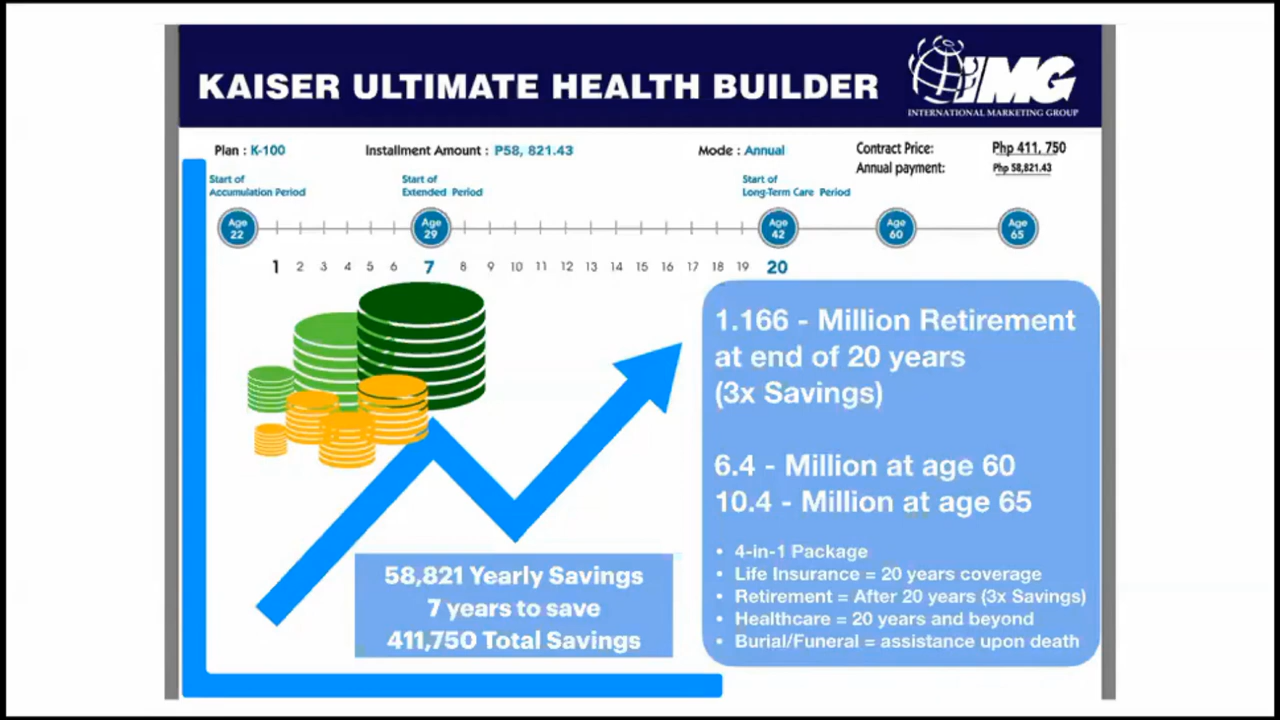 KAISER ULTIMATE HEALTH BUILDER
IMG
INTERNATIONAL MARKETING GROUP
Plan : K-100
Installment Amount : P58, 821.43
Mode : Annual
Contract Price: Php 411, 750
Annual payment: Php 58,821.43
Start of
Accumulation Period
Start of
Extended Period
Start of
Long-Term Care Period
Age
22
Age
29
Age
42
Age
60
Age
65
1 2 3 4 5 6 7 8 9 10 11 12 13 14 15 16 17 18 19 20
1.166 - Million Retirement
at end of 20 years
(3x Savings)
6.4 - Million at age 60
10.4 - Million at age 65
• 4-in-1 Package
• Life Insurance = 20 years coverage
• Retirement = After 20 years (3x Savings)
• Healthcare = 20 years and beyond
• Burial/Funeral = assistance upon death
58,821 Yearly Savings
7 years to save
411,750 Total Savings